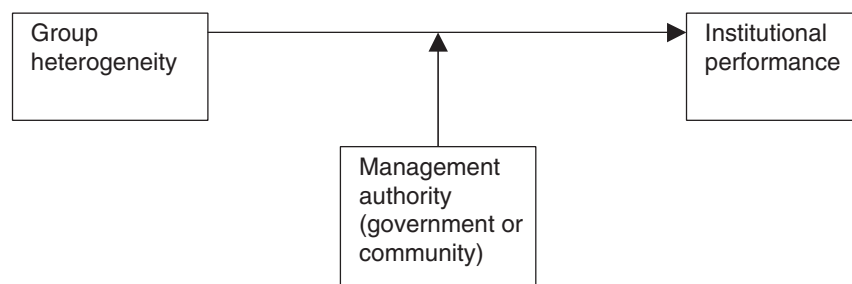 Group
heterogeneity
Institutional
performance
Management
authority
(government or
community)